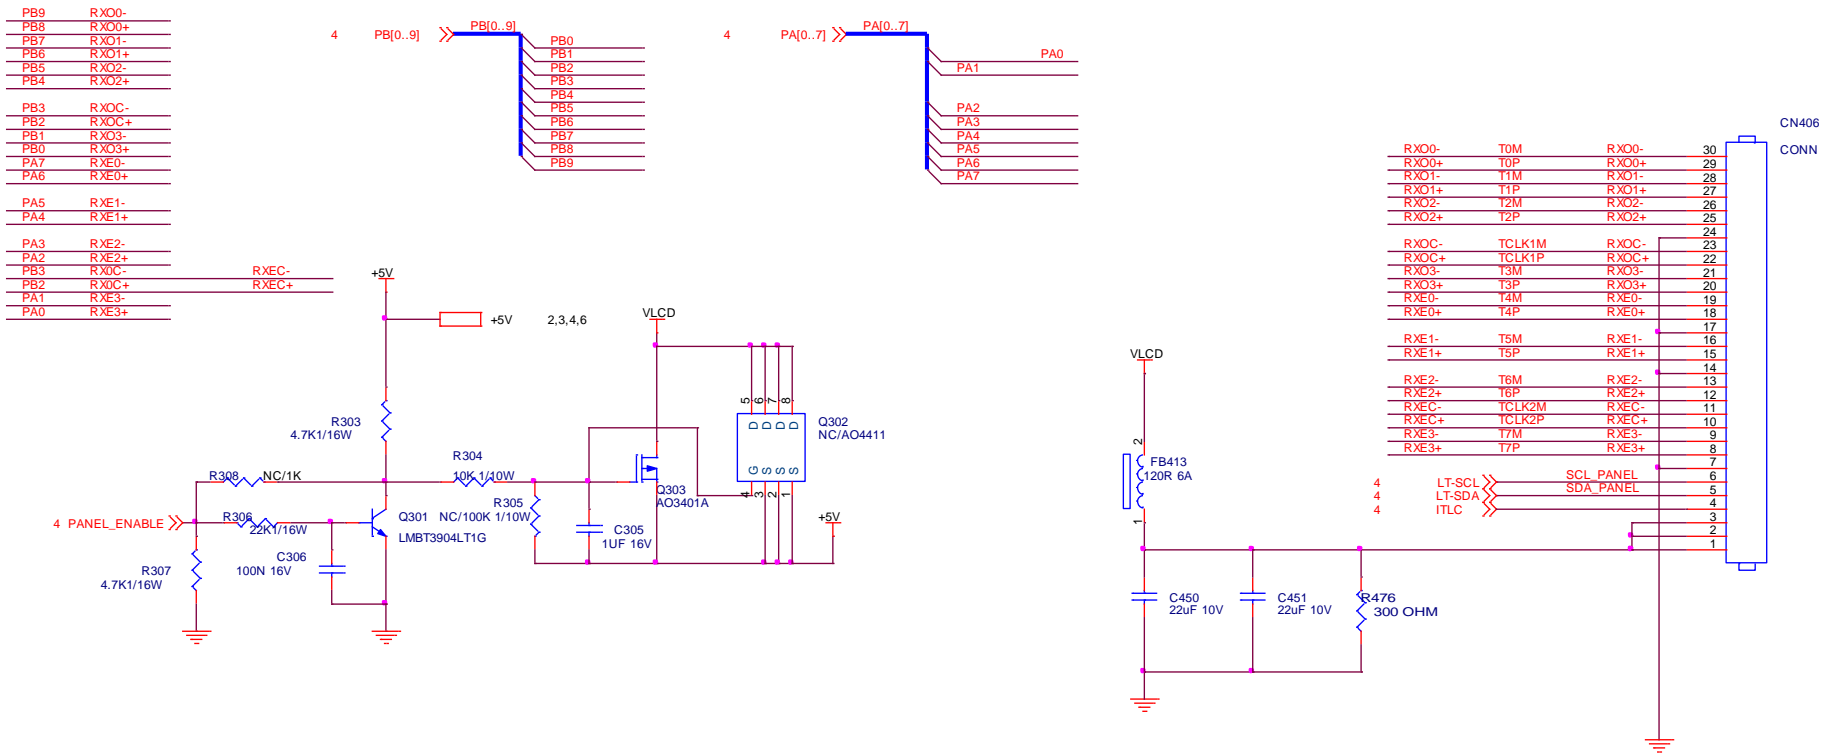 PB9 RXO0-
PB8 RXO0+
PB7 RXO1-
PB6 RXO1+
PB5 RXO2-
PB4 RXO2+
PB3 RXOC-
PB2 RXOC+
PB1 RXO3-
PB0 RXO3+
PA7 RXE0-
PA6 RXE0+
PA5 RXE1-
PA4 RXE1+
PA3 RXE2-
PA2 RXE2+
PB3 RX0C- RXEC-
PB2 RX0C+ RXEC+
PA1 RXE3-
PA0 RXE3+
4 PB[0..9] PB[0..9]
PB0
PB1
PB2
PB3
PB4
PB5
PB6
PB7
PB8
PB9
4 PA[0..7] PA[0..7]
PA0
PA1
PA2
PA3
PA4
PA5
PA6
PA7
+5V
+5V 2,3,4,6
R303
4.7K1/16W
R308 NC/1K
4 PANEL_ENABLE
R306
22K1/16W
R307
4.7K1/16W
C306
100N 16V
Q301
LMBT3904LT1G
R304
10K 1/10W
R305
NC/100K 1/10W
C305
1UF 16V
VLCD
Q303
AO3401A
5 6 7 8
D D D D
G S S S
4 3 2 1
Q302
NC/AO4411
+5V
VLCD
2
FB413
120R 6A
1
C450
22uF 10V
C451
22uF 10V
R476
300 OHM
CN406
CONN
RXO0- T0M RXO0- 30
RXO0+ T0P RXO0+ 29
RXO1- T1M RXO1- 28
RXO1+ T1P RXO1+ 27
RXO2- T2M RXO2- 26
RXO2+ T2P RXO2+ 25
24
RXOC- TCLK1M RXOC- 23
RXOC+ TCLK1P RXOC+ 22
RXO3- T3M RXO3- 21
RXO3+ T3P RXO3+ 20
RXE0- T4M RXE0- 19
RXE0+ T4P RXE0+ 18
17
RXE1- T5M RXE1- 16
RXE1+ T5P RXE1+ 15
14
RXE2- T6M RXE2- 13
RXE2+ T6P RXE2+ 12
RXEC- TCLK2M RXEC- 11
RXEC+ TCLK2P RXEC+ 10
RXE3- T7M RXE3- 9
RXE3+ T7P RXE3+ 8
7
4 LT-SCL SCL_PANEL 6
4 LT-SDA SDA_PANEL 5
4 ITLC 4
3
2
1